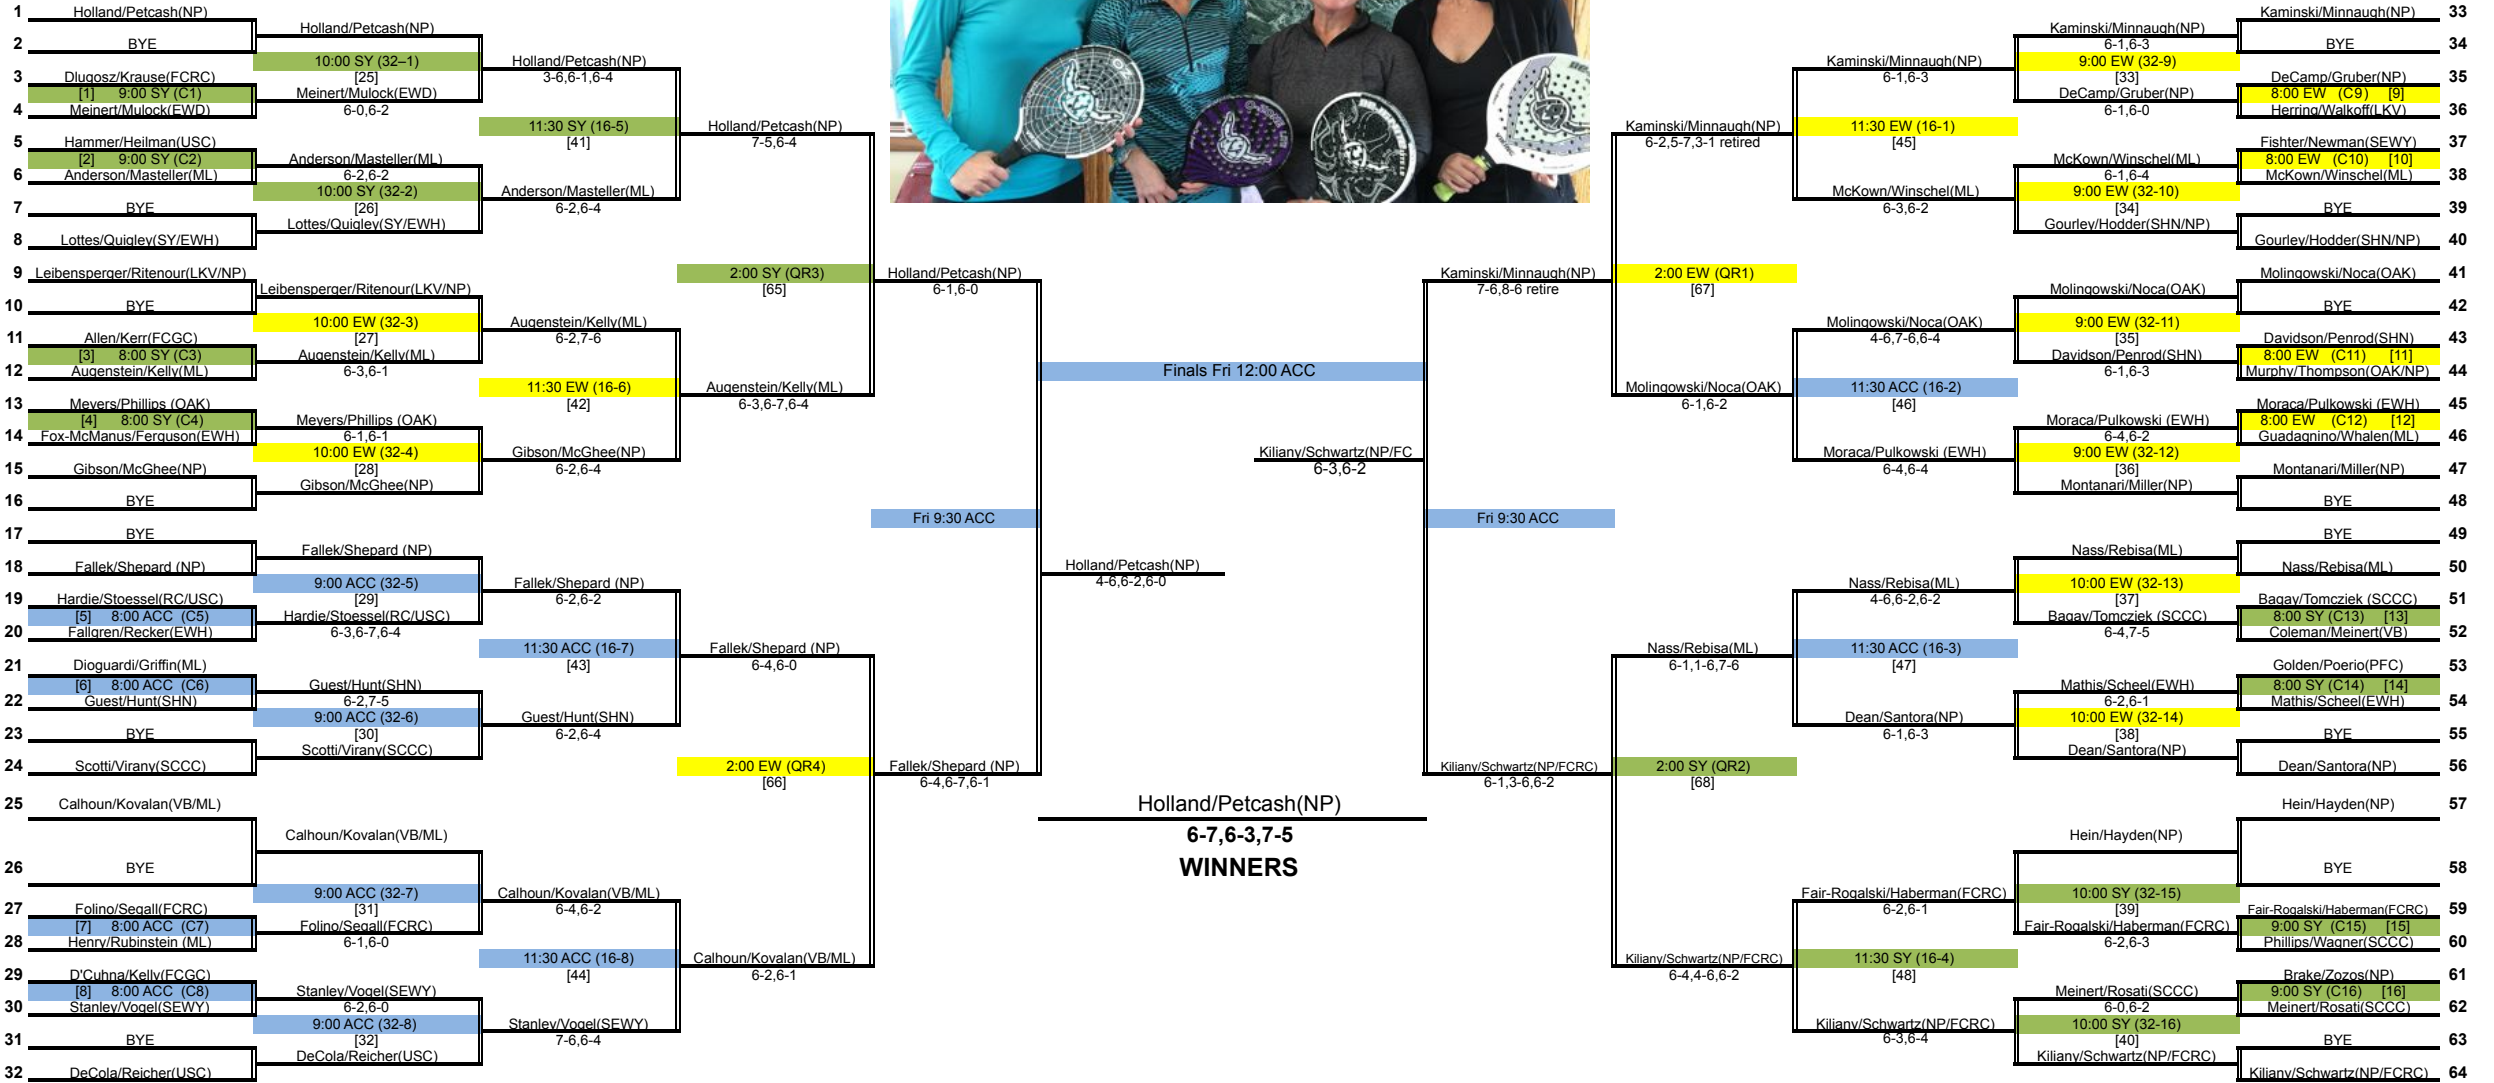 1 Holland/Petcash(NP)
2 BYE
3 Dlugosz/Krause(FCRC)
[1] 9:00 SY (C1)
4 Meinert/Mulock(EWD)
5 Hammer/Heilman(USC)
[2] 9:00 SY (C2)
6 Anderson/Masteller(ML)
7 BYE
8 Lottes/Quigley(SY/EWH)
9 Leibensperger/Ritenour(LKV/NP)
10 BYE
11 Allen/Kerr(FCGC)
[3] 8:00 SY (C3)
12 Augenstein/Kelly(ML)
13 Meyers/Phillips (OAK)
[4] 8:00 SY (C4)
14 Fox-McManus/Ferguson(EWH)
15 Gibson/McGhee(NP)
16 BYE
17 BYE
18 Fallek/Shepard (NP)
19 Hardie/Stoessel(RC/USC)
[5] 8:00 ACC (C5)
20 Fallgren/Recker(EWH)
21 Dioguardi/Griffin(ML)
[6] 8:00 ACC (C6)
22 Guest/Hunt(SHN)
23 BYE
24 Scotti/Virany(SCCC)
25 Calhoun/Kovalan(VB/ML)
26 BYE
27 Folino/Segall(FCRC)
[7] 8:00 ACC (C7)
28 Henry/Rubinstein (ML)
29 D'Cuhna/Kelly(FCGC)
[8] 8:00 ACC (C8)
30 Stanley/Vogel(SEWY)
31 BYE
32 DeCola/Reicher(USC)
Holland/Petcash(NP)
10:00 SY (32–1)
[25]
Meinert/Mulock(EWD)
6-0,6-2
Anderson/Masteller(ML)
6-2,6-2
10:00 SY (32-2)
[26]
Lottes/Quigley(SY/EWH)
Leibensperger/Ritenour(LKV/NP)
10:00 EW (32-3)
[27]
Augenstein/Kelly(ML)
6-3,6-1
Meyers/Phillips (OAK)
6-1,6-1
10:00 EW (32-4)
[28]
Gibson/McGhee(NP)
Fallek/Shepard (NP)
9:00 ACC (32-5)
[29]
Hardie/Stoessel(RC/USC)
6-3,6-7,6-4
Guest/Hunt(SHN)
6-2,7-5
9:00 ACC (32-6)
[30]
Scotti/Virany(SCCC)
Calhoun/Kovalan(VB/ML)
9:00 ACC (32-7)
[31]
Folino/Segall(FCRC)
6-1,6-0
Stanley/Vogel(SEWY)
6-2,6-0
9:00 ACC (32-8)
[32]
DeCola/Reicher(USC)
Holland/Petcash(NP)
3-6,6-1,6-4
11:30 SY (16-5)
[41]
Anderson/Masteller(ML)
6-2,6-4
Augenstein/Kelly(ML)
6-2,7-6
11:30 EW (16-6)
[42]
Gibson/McGhee(NP)
6-2,6-4
Fallek/Shepard (NP)
6-2,6-2
11:30 ACC (16-7)
[43]
Guest/Hunt(SHN)
6-2,6-4
Calhoun/Kovalan(VB/ML)
6-4,6-2
11:30 ACC (16-8)
[44]
Stanley/Vogel(SEWY)
7-6,6-4
Holland/Petcash(NP)
7-5,6-4
2:00 SY (QR3)
[65]
Augenstein/Kelly(ML)
6-3,6-7,6-4
Fallek/Shepard (NP)
6-4,6-0
2:00 EW (QR4)
[66]
Calhoun/Kovalan(VB/ML)
6-2,6-1
Holland/Petcash(NP)
6-1,6-0
Fri 9:30 ACC
Fallek/Shepard (NP)
6-4,6-7,6-1
Finals Fri 12:00 ACC
Holland/Petcash(NP)
4-6,6-2,6-0
Kiliany/Schwartz(NP/FC
6-3,6-2
Holland/Petcash(NP)
6-7,6-3,7-5
WINNERS
Kaminski/Minnaugh(NP)
7-6,8-6 retire
Fri 9:30 ACC
Kiliany/Schwartz(NP/FCRC)
6-1,3-6,6-2
Kaminski/Minnaugh(NP)
6-2,5-7,3-1 retired
2:00 EW (QR1)
[67]
Molingowski/Noca(OAK)
6-1,6-2
Nass/Rebisa(ML)
6-1,1-6,7-6
2:00 SY (QR2)
[68]
Kiliany/Schwartz(NP/FCRC)
6-4,4-6,6-2
Kaminski/Minnaugh(NP)
6-1,6-3
11:30 EW (16-1)
[45]
McKown/Winschel(ML)
6-3,6-2
Molingowski/Noca(OAK)
4-6,7-6,6-4
11:30 ACC (16-2)
[46]
Moraca/Pulkowski (EWH)
6-4,6-4
Nass/Rebisa(ML)
4-6,6-2,6-2
11:30 ACC (16-3)
[47]
Dean/Santora(NP)
6-1,6-3
Fair-Rogalski/Haberman(FCRC)
6-2,6-1
11:30 SY (16-4)
[48]
Kiliany/Schwartz(NP/FCRC)
6-3,6-4
Kaminski/Minnaugh(NP)
6-1,6-3
9:00 EW (32-9)
[33]
DeCamp/Gruber(NP)
6-1,6-0
McKown/Winschel(ML)
6-1,6-4
9:00 EW (32-10)
[34]
Gourley/Hodder(SHN/NP)
Molingowski/Noca(OAK)
9:00 EW (32-11)
[35]
Davidson/Penrod(SHN)
6-1,6-3
Moraca/Pulkowski (EWH)
6-4,6-2
9:00 EW (32-12)
[36]
Montanari/Miller(NP)
Nass/Rebisa(ML)
10:00 EW (32-13)
[37]
Bagay/Tomcziek (SCCC)
6-4,7-5
Mathis/Scheel(EWH)
6-2,6-1
10:00 EW (32-14)
[38]
Dean/Santora(NP)
Hein/Hayden(NP)
10:00 SY (32-15)
[39]
Fair-Rogalski/Haberman(FCRC)
6-2,6-3
Meinert/Rosati(SCCC)
6-0,6-2
10:00 SY (32-16)
[40]
Kiliany/Schwartz(NP/FCRC)
Kaminski/Minnaugh(NP) 33
BYE 34
DeCamp/Gruber(NP) 35
8:00 EW (C9) [9]
Herring/Walkoff(LKV) 36
Fishter/Newman(SEWY) 37
8:00 EW (C10) [10]
McKown/Winschel(ML) 38
BYE 39
Gourley/Hodder(SHN/NP) 40
Molingowski/Noca(OAK) 41
BYE 42
Davidson/Penrod(SHN) 43
8:00 EW (C11) [11]
Murphy/Thompson(OAK/NP) 44
Moraca/Pulkowski (EWH) 45
8:00 EW (C12) [12]
Guadagnino/Whalen(ML) 46
Montanari/Miller(NP) 47
BYE 48
BYE 49
Nass/Rebisa(ML) 50
Bagay/Tomcziek (SCCC) 51
8:00 SY (C13) [13]
Coleman/Meinert(VB) 52
Golden/Poerio(PFC) 53
8:00 SY (C14) [14]
Mathis/Scheel(EWH) 54
BYE 55
Dean/Santora(NP) 56
Hein/Hayden(NP) 57
BYE 58
Fair-Rogalski/Haberman(FCRC) 59
9:00 SY (C15) [15]
Phillips/Wagner(SCCC) 60
Brake/Zozos(NP) 61
9:00 SY (C16) [16]
Meinert/Rosati(SCCC) 62
BYE 63
Kiliany/Schwartz(NP/FCRC) 64